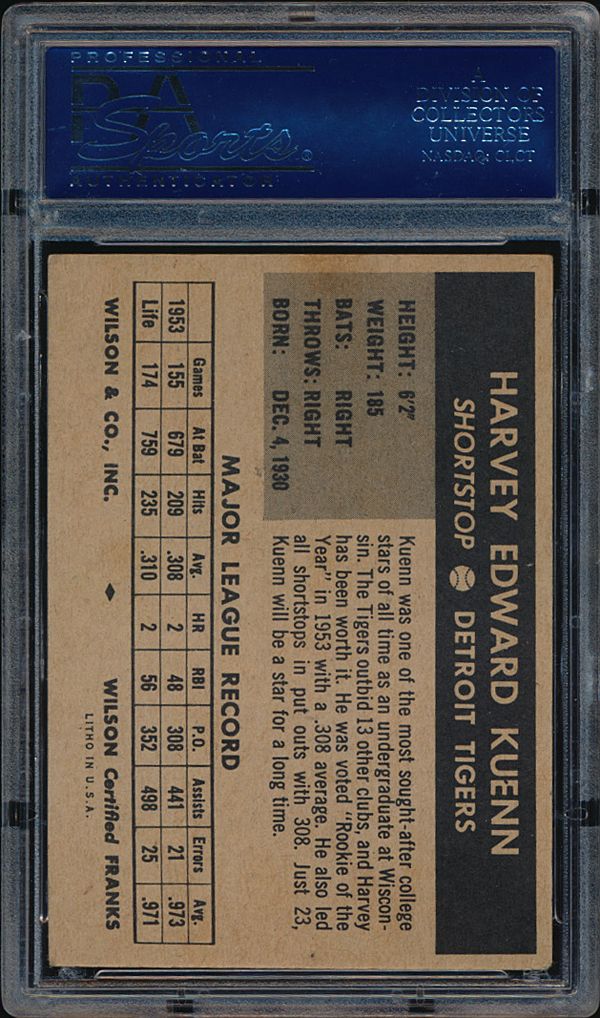 PROFESSIONAL
PSA
Sports®
AUTHENTICATOR
A
DIVISION OF
COLLECTORS
UNIVERSE
NASDAQ: CLCT
HARVEY EDWARD KUENN
SHORTSTOP DETROIT TIGERS
HEIGHT: 6'2"
WEIGHT: 185
BATS: RIGHT
THROWS: RIGHT
BORN: DEC. 4, 1930
Kuenn was one of the most sought-after college
stars of all time as an undergraduate at Wiscon-
sin. The Tigers outbid 13 other clubs, and Harvey
has been worth it. He was voted "Rookie of the
Year" in 1953 with a .308 average. He also led
all shortstops in put outs with 308. Just 23,
Kuenn will be a star for a long time.
MAJOR LEAGUE RECORD
Games At Bat Hits Avg. HR RBI P.O. Assists Errors Avg.
1953 155 679 209 .308 2 48 308 441 21 .973
Life 174 759 235 .310 2 56 352 498 25 .971
WILSON & CO., INC. ♦ WILSON Certified FRANKS
LITHO IN U.S.A.